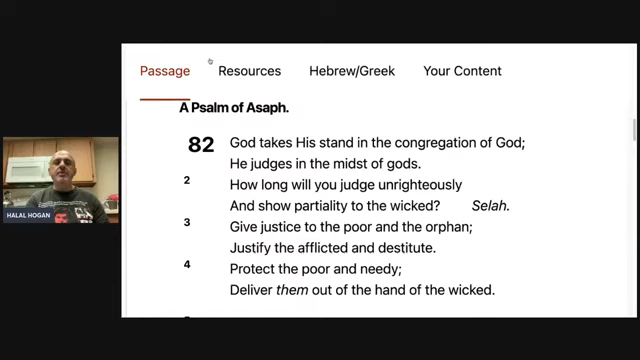 Passage
Resources
Hebrew/Greek
Your Content
A Psalm of Asaph.
82 God takes His stand in the congregation of God;
He judges in the midst of gods.
2 How long will you judge unrighteously
And show partiality to the wicked? Selah.
3 Give justice to the poor and the orphan;
Justify the afflicted and destitute.
4 Protect the poor and needy;
Deliver them out of the hand of the wicked.
HALAL HOGAN